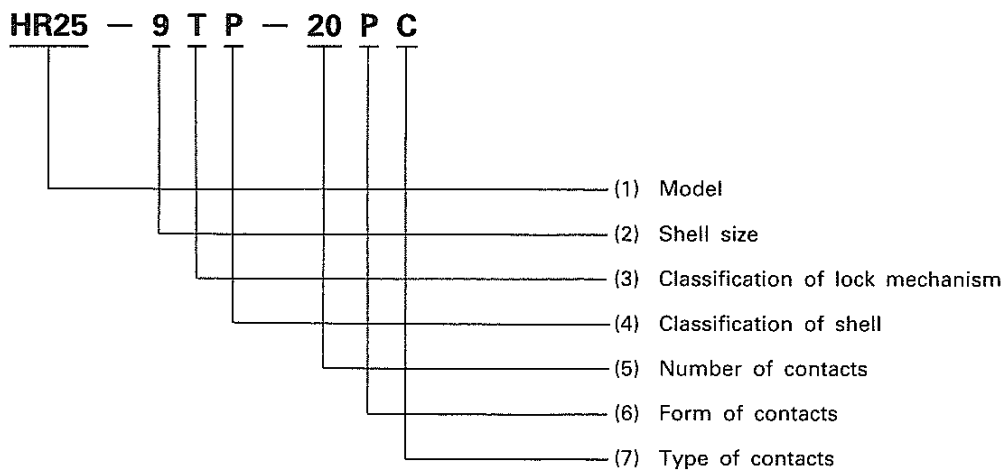 HR25 — 9 T P — 20 P C
(1) Model
(2) Shell size
(3) Classification of lock mechanism
(4) Classification of shell
(5) Number of contacts
(6) Form of contacts
(7) Type of contacts